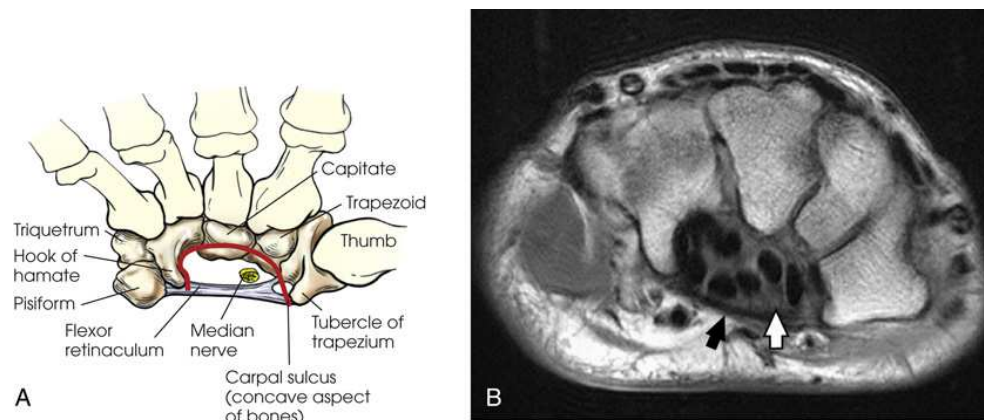 Capitate
Trapezoid
Triquetrum
Thumb
Hook of
hamate
Pisiform
Flexor
retinaculum
Median
nerve
Tubercle of
trapezium
Carpal sulcus
(concave aspect
of bones)
A
B